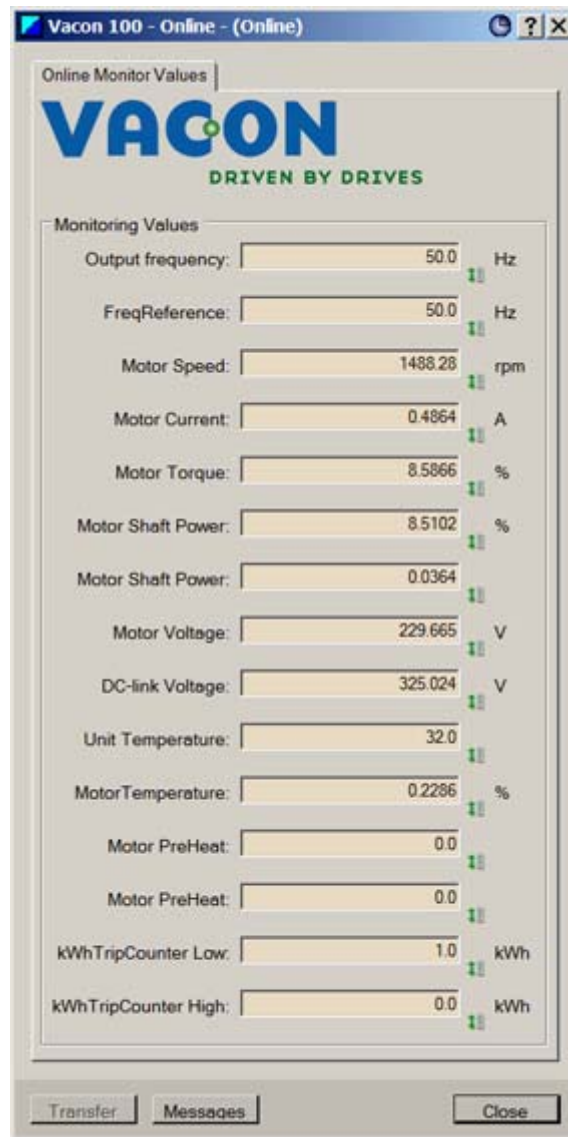 Vacon 100 - Online - (Online)
Online Monitor Values
VACON
DRIVEN BY DRIVES
Monitoring Values
Output frequency: 50.0 Hz
FreqReference: 50.0 Hz
Motor Speed: 1488.28 rpm
Motor Current: 0.4864 A
Motor Torque: 8.5866 %
Motor Shaft Power: 8.5102 %
Motor Shaft Power: 0.0364
Motor Voltage: 229.665 V
DC-link Voltage: 325.024 V
Unit Temperature: 32.0
MotorTemperature: 0.2286 %
Motor PreHeat: 0.0
Motor PreHeat: 0.0
kWhTripCounter Low: 1.0 kWh
kWhTripCounter High: 0.0 kWh
Transfer Messages Close